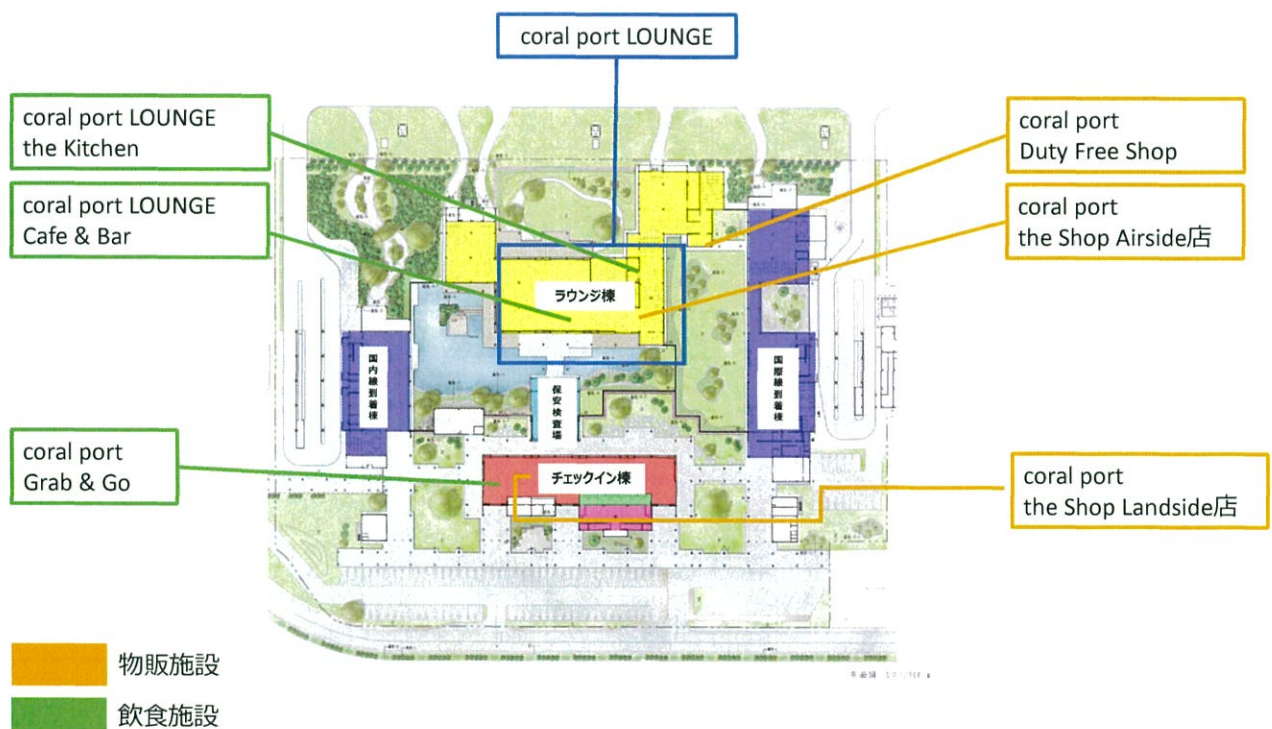 coral port LOUNGE
coral port LOUNGE
the Kitchen
coral port
Duty Free Shop
coral port LOUNGE
Cafe & Bar
coral port
the Shop Airside店
ラウンジ棟
国内線到着棟
国際線到着棟
保安検査場
coral port
Grab & Go
チェックイン棟
coral port
the Shop Landside店
物販施設
飲食施設